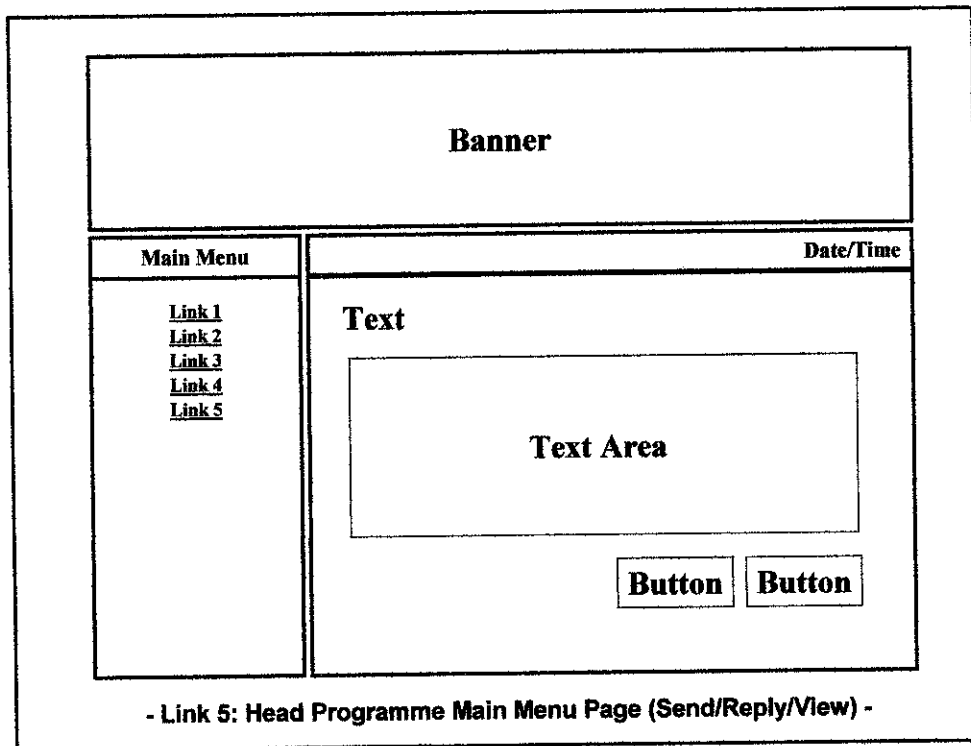 Banner
Main Menu
Date/Time
Link 1
Link 2
Link 3
Link 4
Link 5
Text
Text Area
Button Button
- Link 5: Head Programme Main Menu Page (Send/Reply/View) -